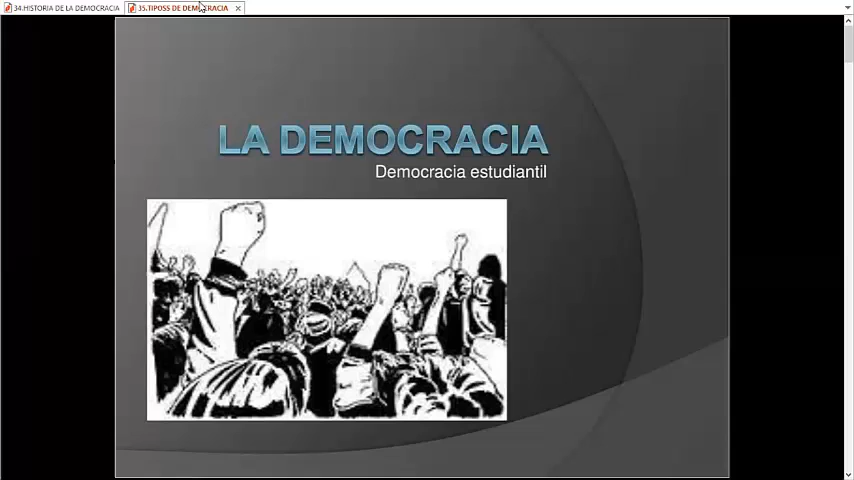 34.HISTORIA DE LA DEMOCRACIA
35.TIPOSS DE DEMOCRACIA
LA DEMOCRACIA
Democracia estudiantil